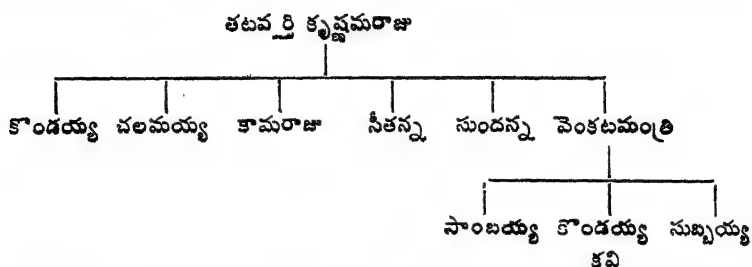 తటవర్తి కృష్ణమరాజు
కొండయ్య చలమయ్య కామరాజు సీతన్న సుందన్న వెంకటమంత్రి
సాంబయ్య కొండయ్య సుబ్బయ్య
కవి